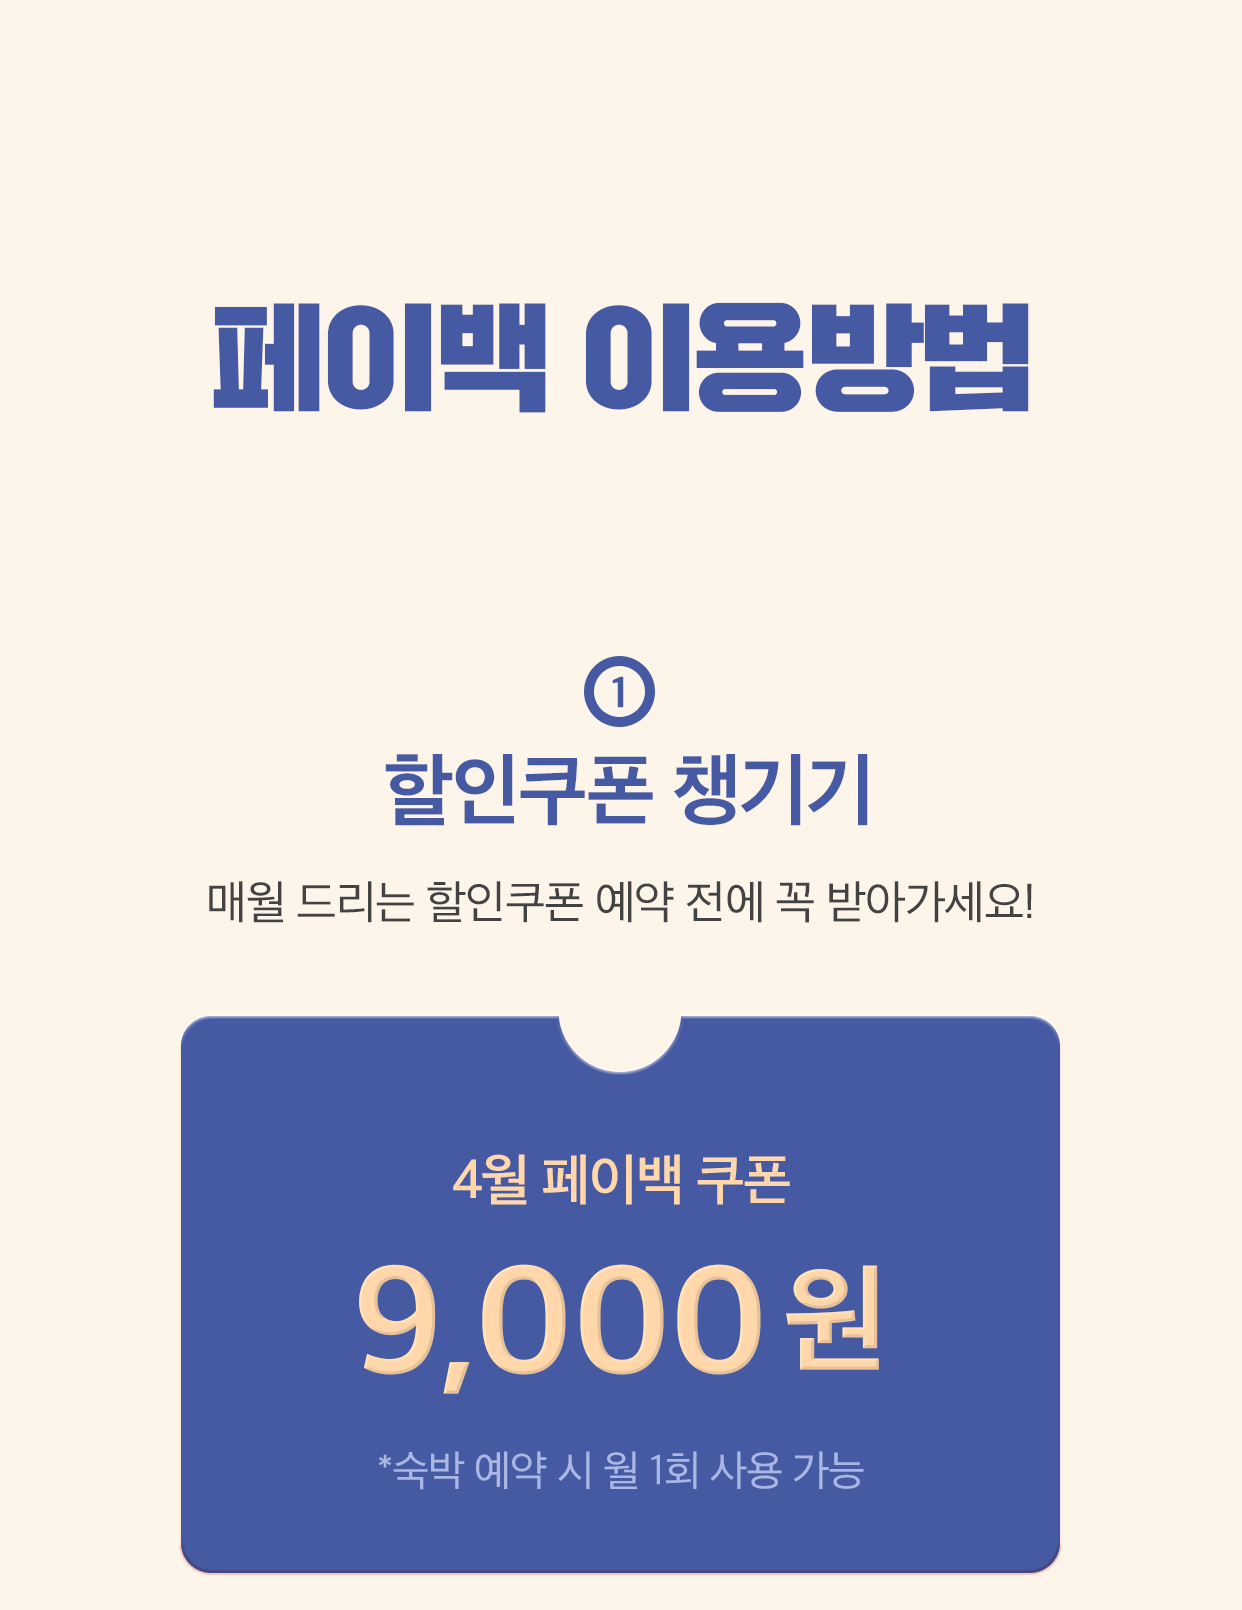 페이백 이용방법
1
할인쿠폰 챙기기
매월 드리는 할인쿠폰 예약 전에 꼭 받아가세요!
4월 페이백 쿠폰
9,000원
*숙박 예약 시 월 1회 사용 가능